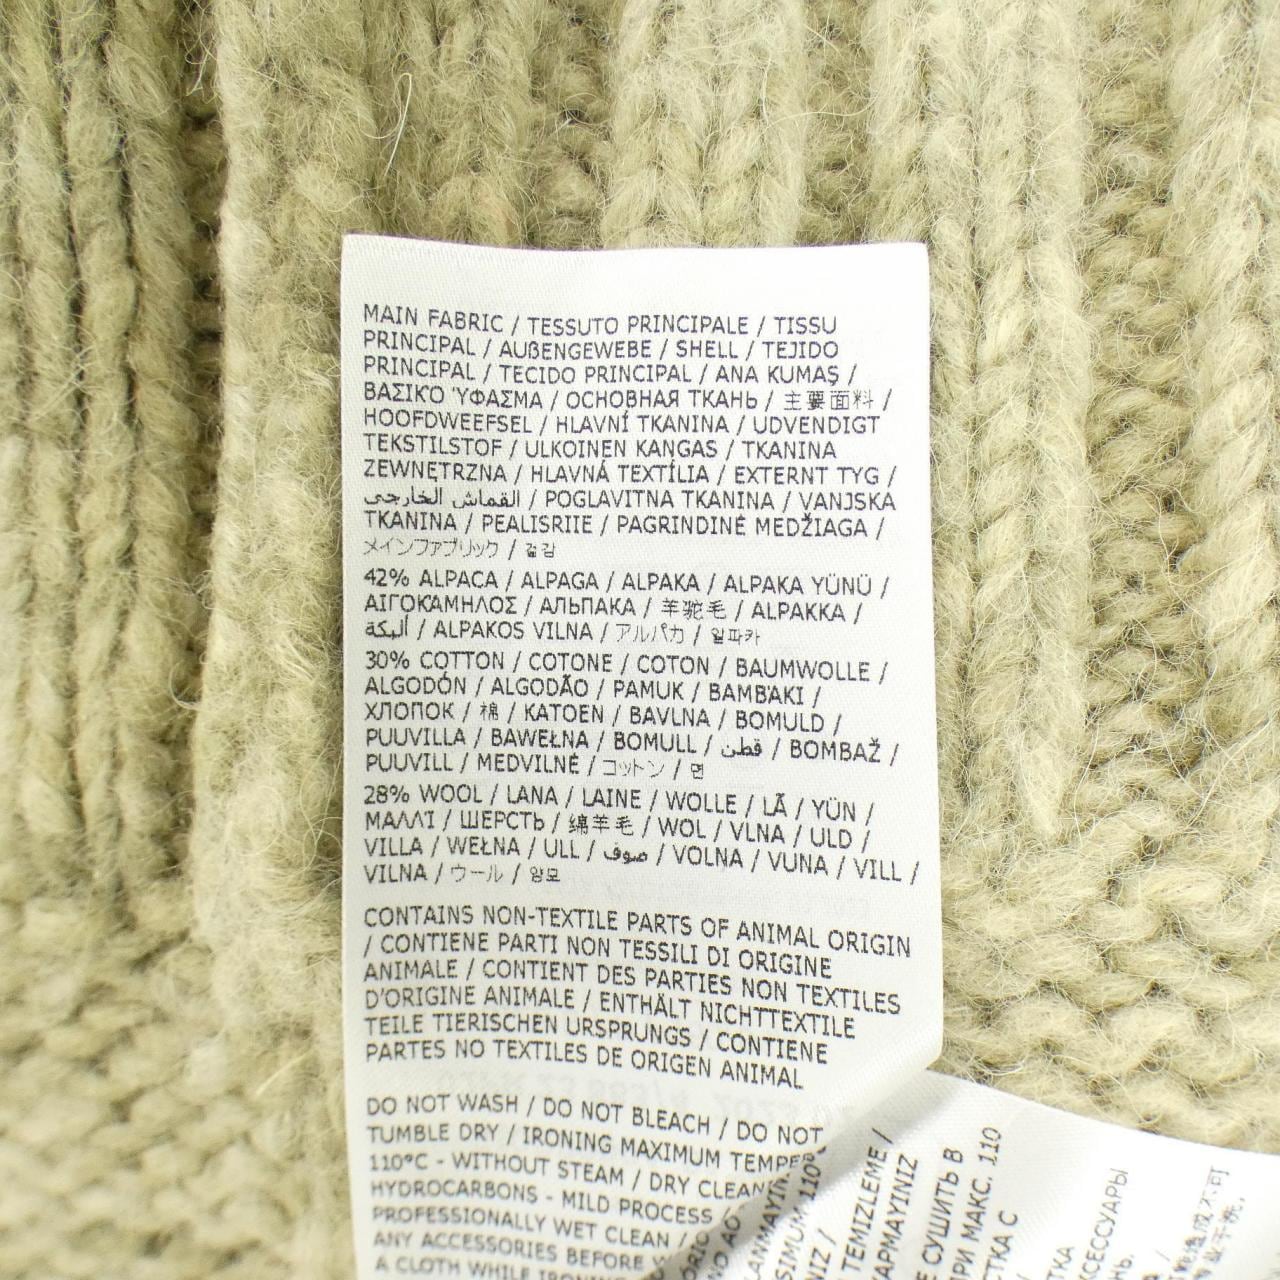 MAIN FABRIC / TESSUTO PRINCIPALE / TISSU
PRINCIPAL / AUßENGEWEBE / SHELL / TEJIDO
PRINCIPAL / TECIDO PRINCIPAL / ANA KUMAŞ /
ΒΑΣΙΚΌ ΎΦΑΣΜΑ / ОСНОВНАЯ ТКАНЬ / 主要面料 /
HOOFDWEEFSEL / HLAVNÍ TKANINA / UDVENDIGT
TEKSTILSTOF / ULKOINEN KANGAS / TKANINA
ZEWNĘTRZNA / HLAVNÁ TEXTÍLIA / EXTERNT TYG /
القماش الخارجي / POGLAVITNA TKANINA / VANJSKA
TKANINA / PEALISRIIE / PAGRINDINĖ MEDŽIAGA /
メインファブリック / 겉감
42% ALPACA / ALPAGA / ALPAKA / ALPAKA YÜNÜ /
ΑΙΓΟΚΆΜΗΛΟΣ / АЛЬПАКА / 羊驼毛 / ALPAKKA /
ألبكة / ALPAKOS VILNA / アルパカ / 알파카
30% COTTON / COTONE / COTON / BAUMWOLLE /
ALGODÓN / ALGODÃO / PAMUK / ΒΑΜΒΆΚΙ /
ХЛОПОК / 棉 / KATOEN / BAVLNA / BOMULD /
PUUVILLA / BAWEŁNA / BOMULL / قطن / BOMBAŽ /
PUUVILL / MEDVILNĖ / コットン / 면
28% WOOL / LANA / LAINE / WOLLE / LÃ / YÜN /
ΜΑΛΛΊ / ШЕРСТЬ / 绵羊毛 / WOL / VLNA / ULD /
VILLA / WEŁNA / ULL / صوف / VOLNA / VUNA / VILL /
VILNA / ウール / 양모
CONTAINS NON-TEXTILE PARTS OF ANIMAL ORIGIN
/ CONTIENE PARTI NON TESSILI DI ORIGINE
ANIMALE / CONTIENT DES PARTIES NON TEXTILES
D'ORIGINE ANIMALE / ENTHÄLT NICHTTEXTILE
TEILE TIERISCHEN URSPRUNGS / CONTIENE
PARTES NO TEXTILES DE ORIGEN ANIMAL
DO NOT WASH / DO NOT BLEACH / DO NOT
TUMBLE DRY / IRONING MAXIMUM
110°C - WITHOUT STEAM / DRY
HYDROCARBONS - MILD PROCESS /
PROFESSIONALLY WET CLEAN /
ANY ACCESSORIES BEFORE
A CLOTH WHILE
110°
TEMIZLEME /
СУШИТЬ В
ПРИ МАКС. 110